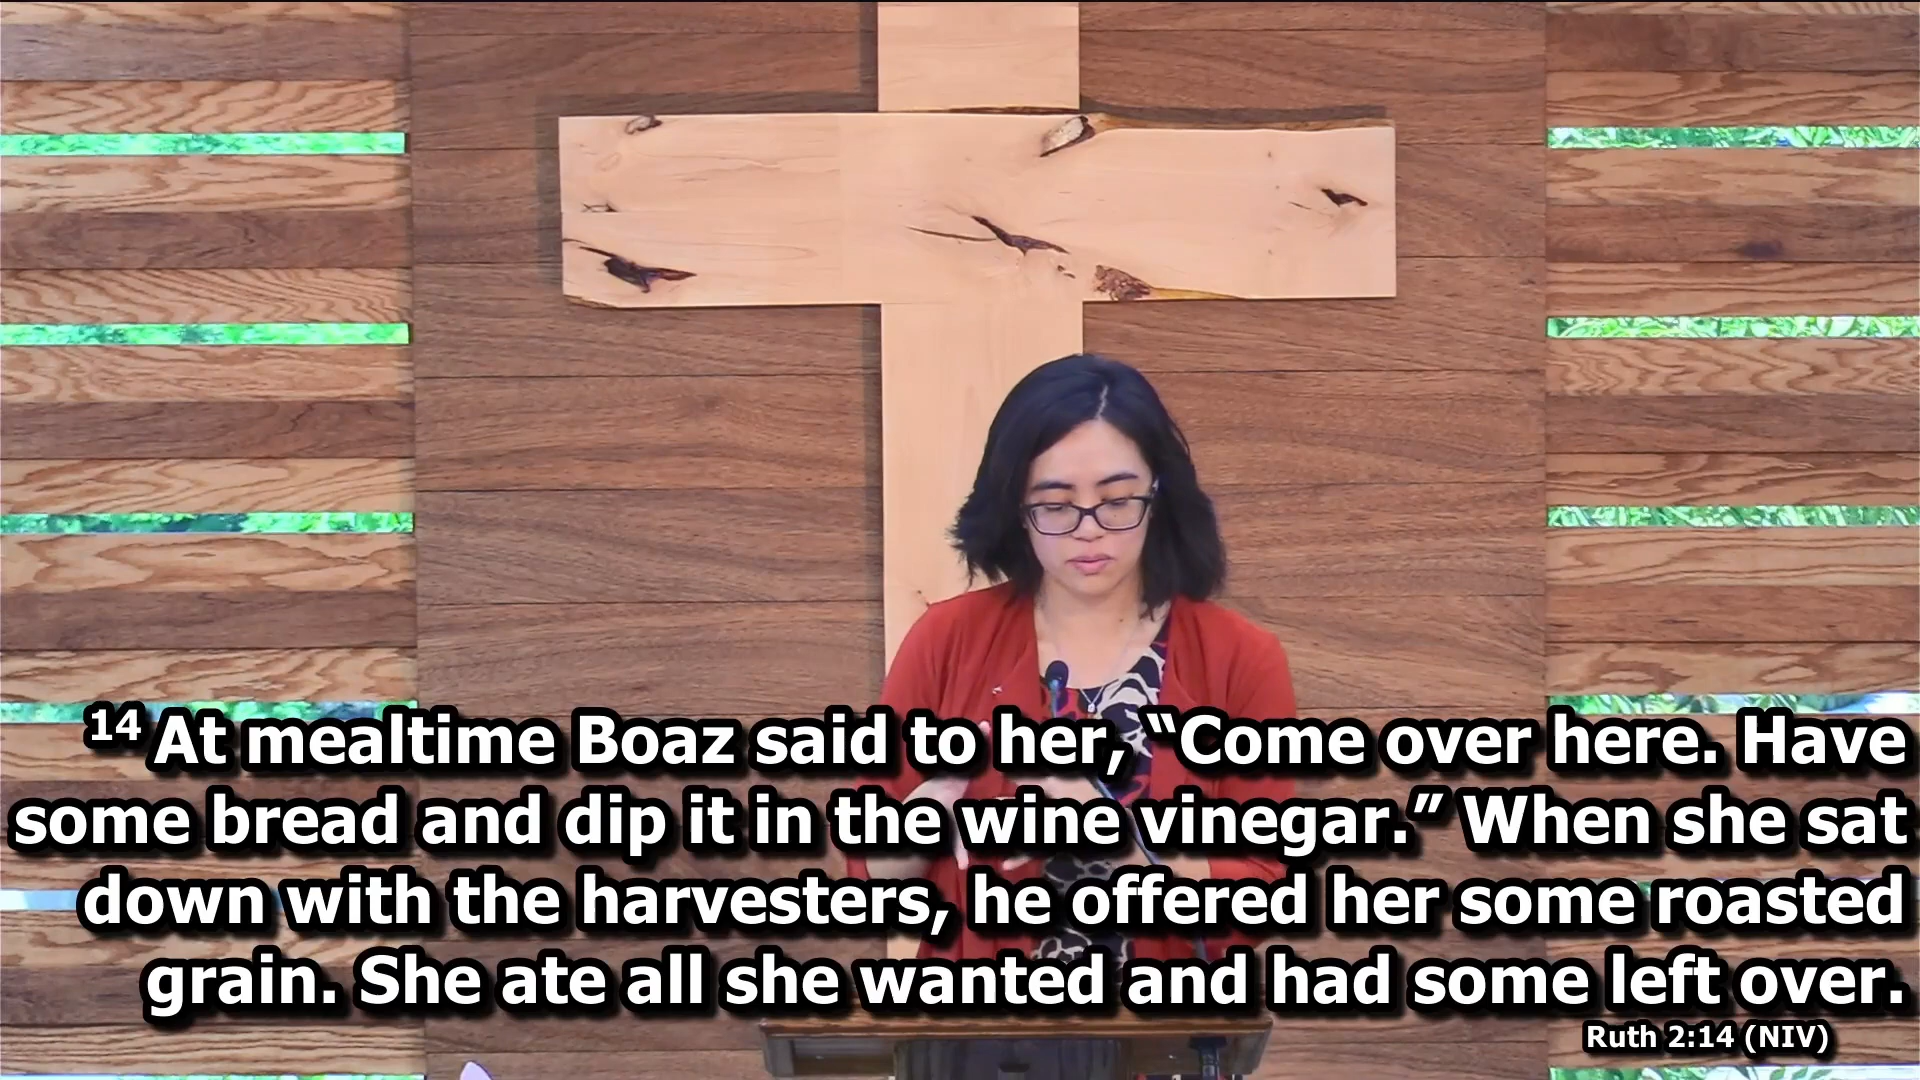 14 At mealtime Boaz said to her, “Come over here. Have
some bread and dip it in the wine vinegar.” When she sat
down with the harvesters, he offered her some roasted
grain. She ate all she wanted and had some left over.
Ruth 2:14 (NIV)